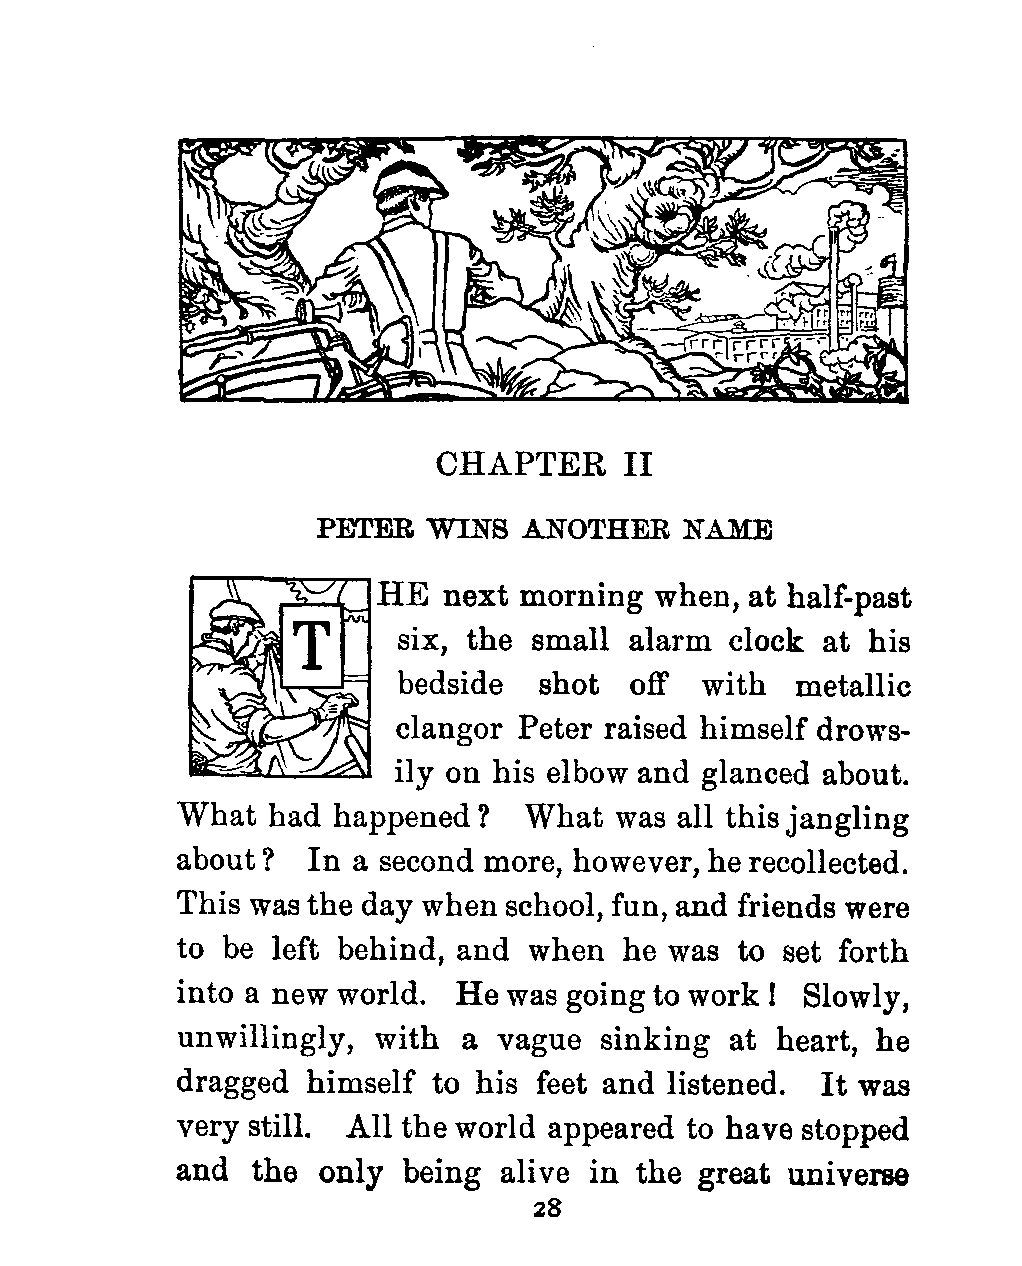 CHAPTER II
PETER WINS ANOTHER NAME
THE next morning when, at half-past
six, the small alarm clock at his
bedside shot off with metallic
clangor Peter raised himself drows-
ily on his elbow and glanced about.
What had happened? What was all this jangling
about? In a second more, however, he recollected.
This was the day when school, fun, and friends were
to be left behind, and when he was to set forth
into a new world. He was going to work! Slowly,
unwillingly, with a vague sinking at heart, he
dragged himself to his feet and listened. It was
very still. All the world appeared to have stopped
and the only being alive in the great universe
28